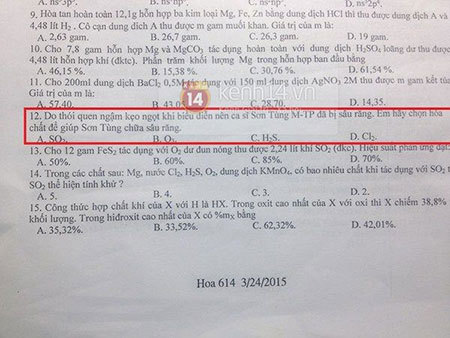 A. ns²3p³. D. ns²np⁵.
9. Hòa tan hoàn toàn 12,1g hỗn hợp ba kim loại Mg, Fe, Zn bằng dung dịch HCl thì thu được dung dịch A và
4,48 lít H₂. Cô cạn dung dịch A thu được m gam muối khan. Giá trị của m là:
A. 2,63 gam. B. 26,7 gam. C. 26,3 gam. D. 19 gam.
10. Cho 7,8 gam hỗn hợp Mg và MgCO₃ tác dụng hoàn toàn với dung dịch H₂SO₄ loãng dư thu được
4,48 lít hỗn hợp khí (đktc). Phần trăm khối lượng Mg trong hỗn hợp ban đầu bằng
A. 46,15 %. B. 15,38 %. C. 30,76 %. D. 61,54 %.
11. Cho 200ml dung dịch BaCl₂ 0,5M tác dụng với 150 ml dung dịch AgNO₃ 2M thu được m gam kết tủa
Giá trị của m là:
A. 57,40. B. 43,0 C. 28,70. D. 14,35.
14 kenh14.vn
12. Do thói quen ngậm kẹo ngọt khi biểu diễn nên ca sĩ Sơn Tùng M-TP đã bị sâu răng. Em hãy chọn hóa
chất để giúp Sơn Tùng chữa sâu răng.
A. SO₂. B. O₃. C. H₂S. D. Cl₂.
13. Cho 12 gam FeS₂ tác dụng với O₂ dư đun nóng thu được 2,24 lít khí SO₂ (đkc). Hiệu suất phản ứng đạt:
A. 50%. B. 60% C. 85%. D. 70%.
14. Trong các chất sau: Mg, nước Cl₂, H₂S, O₂, dung dịch KMnO₄, có bao nhiêu chất khi tác dụng với SO₂ t
SO₂ thể hiện tính khử?
A. 5. B. 4. C. 3. D. 2.
15. Công thức hợp chất khí của X với H là HX. Trong oxit cao nhất của X với oxi thì X chiếm 38,8%
khối lượng. Trong hiđroxit cao nhất của X có %mₓ bằng
A. 35,32%. B. 33,52%. C. 62,32%. D. 42,01%.
Hoa 614 3/24/2015